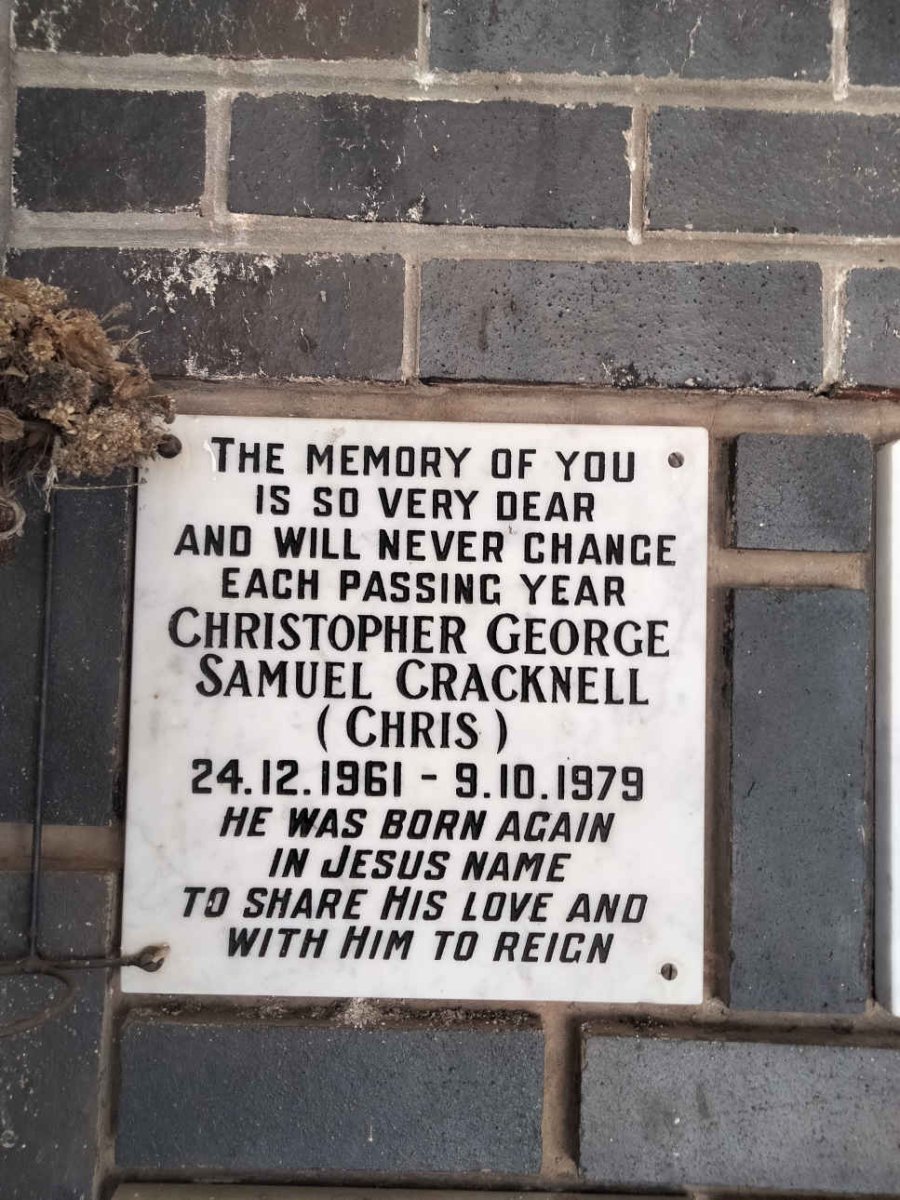 THE MEMORY OF YOU
IS SO VERY DEAR
AND WILL NEVER CHANGE
EACH PASSING YEAR
CHRISTOPHER GEORGE
SAMUEL CRACKNELL
(CHRIS)
24.12.1961 - 9.10.1979
HE WAS BORN AGAIN
IN JESUS NAME
TO SHARE HIS LOVE AND
WITH HIM TO REIGN